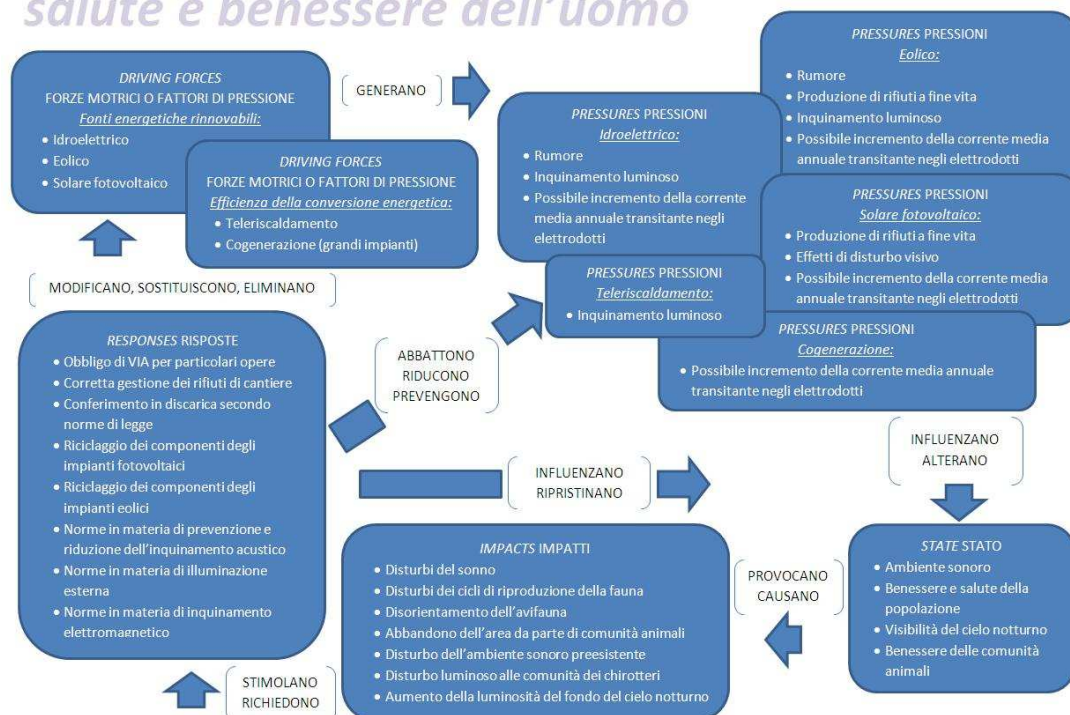 salute e benessere dell'uomo
DRIVING FORCES
FORZE MOTRICI O FATTORI DI PRESSIONE
Fonti energetiche rinnovabili:
• Idroelettrico
• Eolico
• Solare fotovoltaico
DRIVING FORCES
FORZE MOTRICI O FATTORI DI PRESSIONE
Efficienza della conversione energetica:
• Teleriscaldamento
• Cogenerazione (grandi impianti)
GENERANO
PRESSURES PRESSIONI
Idroelettrico:
• Rumore
• Inquinamento luminoso
• Possibile incremento della corrente
media annuale transitante negli
elettrodotti
PRESSURES PRESSIONI
Eolico:
• Rumore
• Produzione di rifiuti a fine vita
• Inquinamento luminoso
• Possibile incremento della corrente media
annuale transitante negli elettrodotti
PRESSURES PRESSIONI
Solare fotovoltaico:
• Produzione di rifiuti a fine vita
• Effetti di disturbo visivo
• Possibile incremento della corrente media
annuale transitante negli elettrodotti
PRESSURES PRESSIONI
Teleriscaldamento:
• Inquinamento luminoso
PRESSURES PRESSIONI
Cogenerazione:
• Possibile incremento della corrente media annuale
transitante negli elettrodotti
MODIFICANO, SOSTITUISCONO, ELIMINANO
RESPONSES RISPOSTE
• Obbligo di VIA per particolari opere
• Corretta gestione dei rifiuti di cantiere
• Conferimento in discarica secondo
norme di legge
• Riciclaggio dei componenti degli
impianti fotovoltaici
• Riciclaggio dei componenti degli
impianti eolici
• Norme in materia di prevenzione e
riduzione dell'inquinamento acustico
• Norme in materia di illuminazione
esterna
• Norme in materia di inquinamento
elettromagnetico
ABBATTONO
RIDUCONO
PREVENGONO
INFLUENZANO
RIPRISTINANO
INFLUENZANO
ALTERANO
IMPACTS IMPATTI
• Disturbi del sonno
• Disturbi dei cicli di riproduzione della fauna
• Disorientamento dell'avifauna
• Abbandono dell'area da parte di comunità animali
• Disturbo dell'ambiente sonoro preesistente
• Disturbo luminoso alle comunità dei chirotteri
• Aumento della luminosità del fondo del cielo notturno
PROVOCANO
CAUSANO
STATE STATO
• Ambiente sonoro
• Benessere e salute della
popolazione
• Visibilità del cielo notturno
• Benessere delle comunità
animali
STIMOLANO
RICHIEDONO